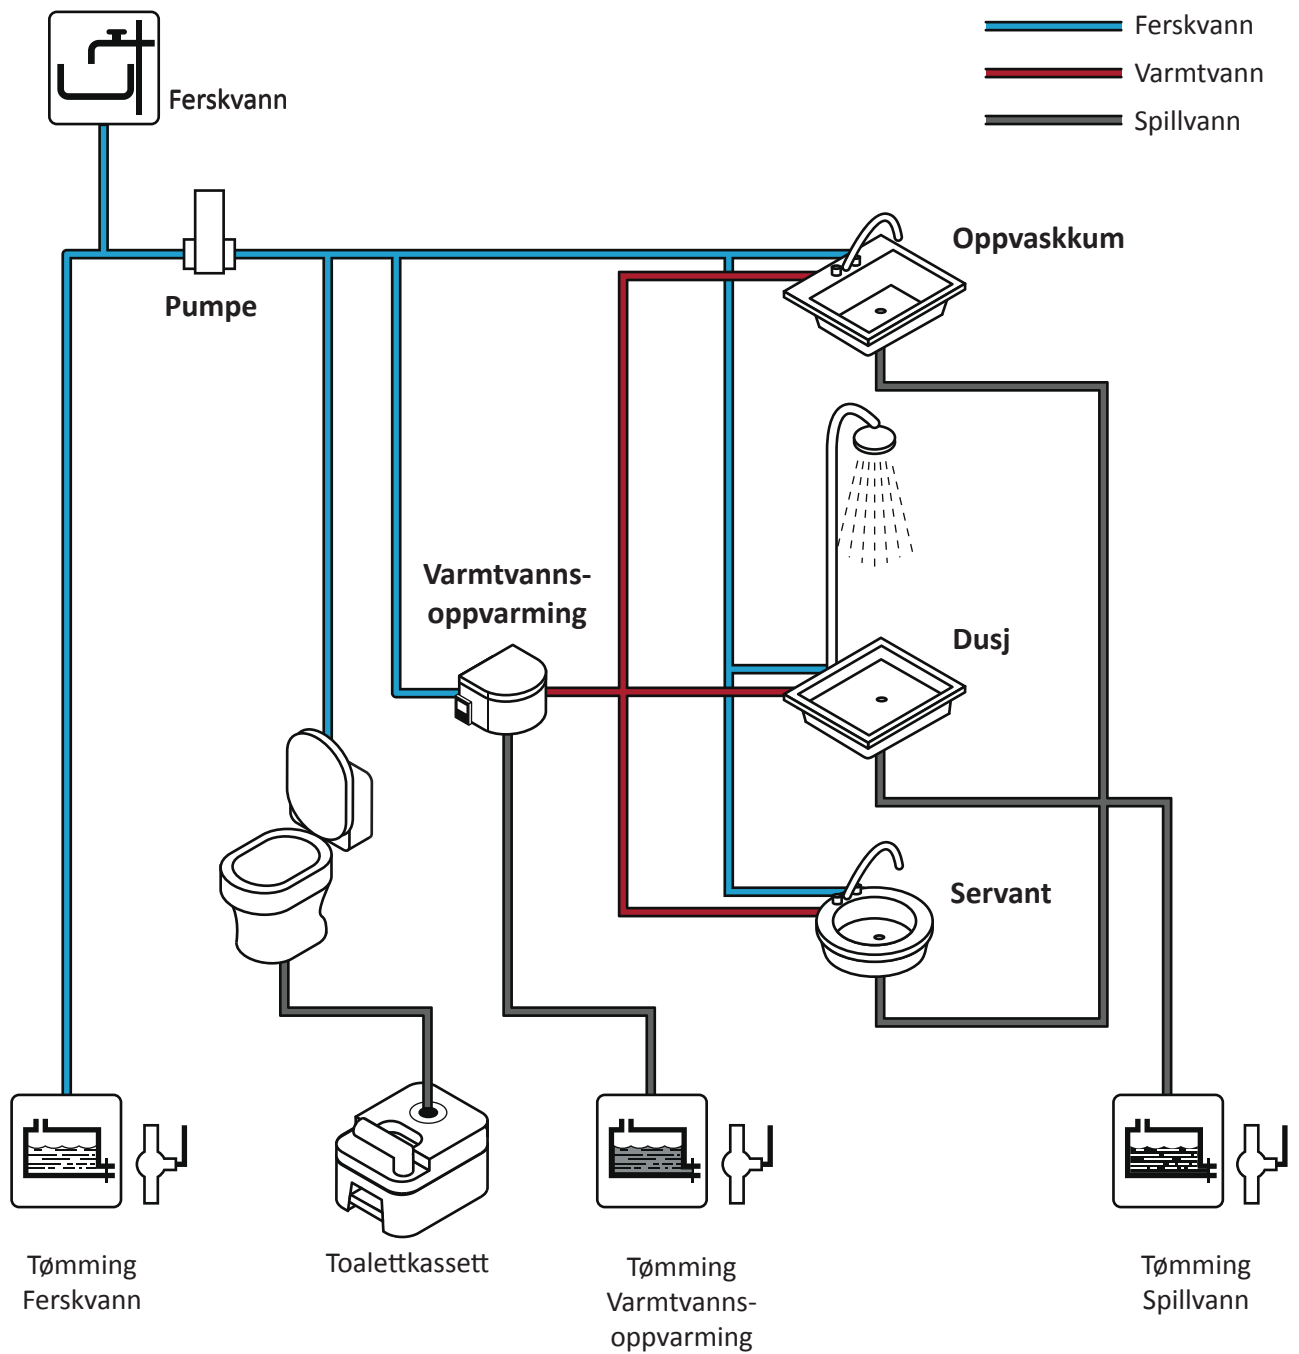 Ferskvann
Varmtvann
Spillvann
Ferskvann
Pumpe
Oppvaskkum
Varmtvanns-
oppvarming
Dusj
Servant
Tømming
Ferskvann
Toalettkassett
Tømming
Varmtvanns-
oppvarming
Tømming
Spillvann